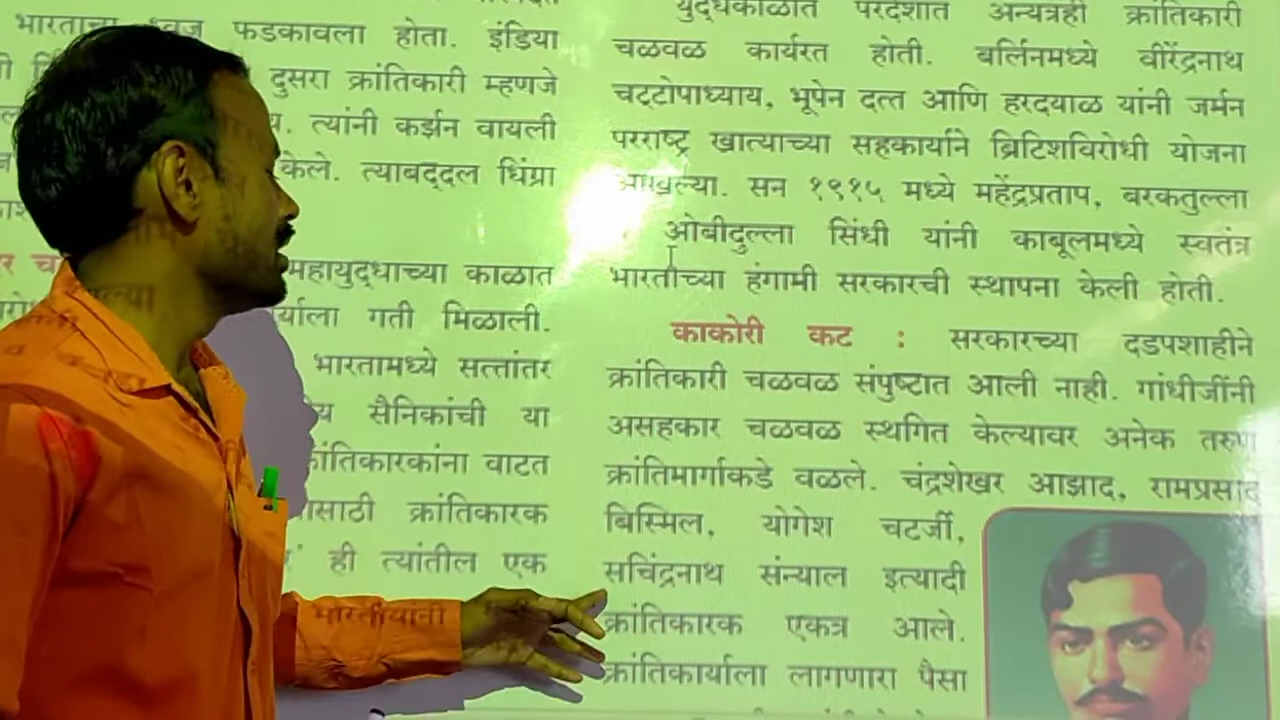 भारताचा ध्वज फडकावला होता. इंडिया
दुसरा क्रांतिकारी म्हणजे
त्यांनी कर्झन वायली
केले. त्याबद्दल धिंग्रा
महायुद्धाच्या काळात
गती मिळाली.
भारतामध्ये सत्तांतर
सैनिकांची या
क्रांतिकारकांना वाटत
क्रांतिकारक
ही त्यांतील एक
भारतीयांनी
युद्धकाळात परदेशात अन्यत्रही क्रांतिकारी
चळवळ कार्यरत होती. बर्लिनमध्ये वीरेंद्रनाथ
चट्टोपाध्याय, भूपेन दत्त आणि हरदयाळ यांनी जर्मन
परराष्ट्र खात्याच्या सहकार्याने ब्रिटिशविरोधी योजना
आखल्या. सन १९१५ मध्ये महेंद्रप्रताप, बरकतुल्ला
ओबीदुल्ला सिंधी यांनी काबूलमध्ये स्वतंत्र
भारतीच्या हंगामी सरकारची स्थापना केली होती.
काकोरी कट : सरकारच्या दडपशाहीने
क्रांतिकारी चळवळ संपुष्टात आली नाही. गांधीजींनी
असहकार चळवळ स्थगित केल्यावर अनेक तरुण
क्रांतिमार्गाकडे वळले. चंद्रशेखर आझाद, रामप्रसाद
बिस्मिल, योगेश चटर्जी,
सचिंद्रनाथ संन्याल इत्यादी
क्रांतिकारक एकत्र आले.
क्रांतिकार्याला लागणारा पैसा